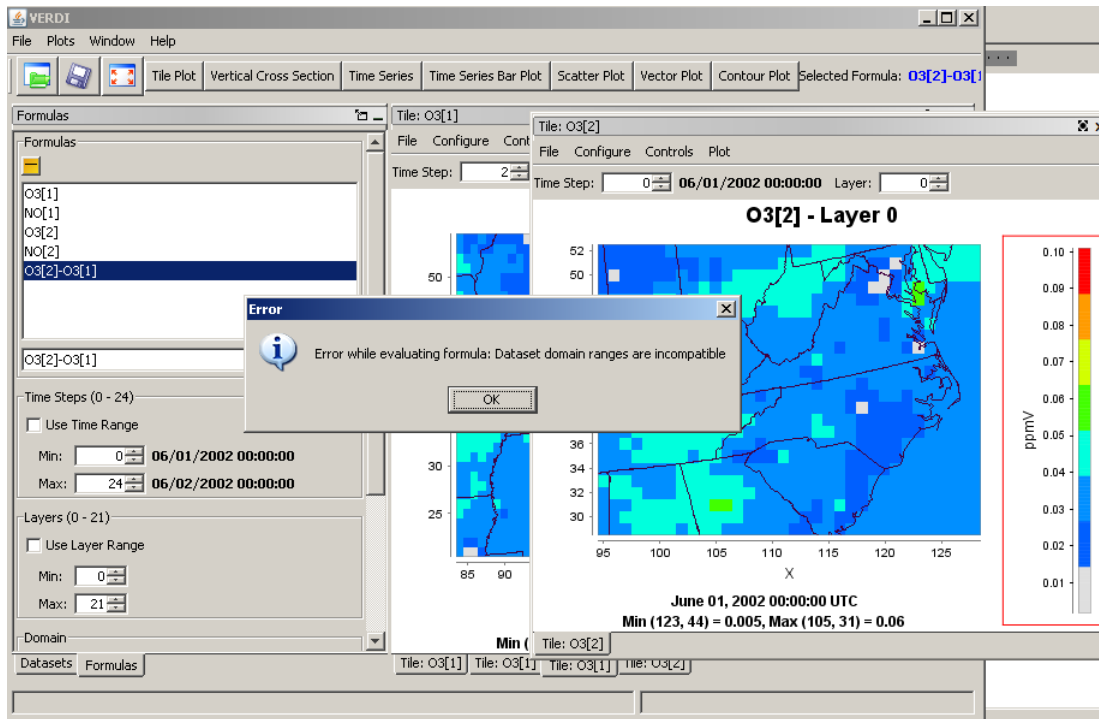 VERDI
File Plots Window Help
Tile Plot Vertical Cross Section Time Series Time Series Bar Plot Scatter Plot Vector Plot Contour Plot Selected Formula: O3[2]-O3[1
Formulas
Formulas
O3[1]
NO[1]
O3[2]
NO[2]
O3[2]-O3[1]
O3[2]-O3[1]
Time Steps (0 - 24)
Use Time Range
Min: 0 06/01/2002 00:00:00
Max: 24 06/02/2002 00:00:00
Layers (0 - 21)
Use Layer Range
Min: 0
Max: 21
Domain
Datasets Formulas
Tile: O3[1]
File Configure Cont
Time Step: 2
50
30
25
85 90
Min (
Tile: O3[1] Tile: O3[1] Tile: O3[1] Tile: O3[2]
Tile: O3[2]
File Configure Controls Plot
Time Step: 0 06/01/2002 00:00:00 Layer: 0
O3[2] - Layer 0
52
50
36
34
32
30
95 100 105 110 115 120 125
X
June 01, 2002 00:00:00 UTC
Min (123, 44) = 0.005, Max (105, 31) = 0.06
Tile: O3[2]
0.10
0.09
0.08
0.07
0.06
0.05
0.04
0.03
0.02
0.01
ppmV
Error
Error while evaluating formula: Dataset domain ranges are incompatible
OK